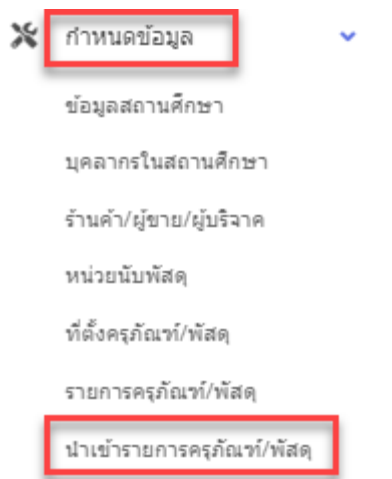 กำหนดข้อมูล
ข้อมูลสถานศึกษา
บุคลากรในสถานศึกษา
ร้านค้า/ผู้ขาย/ผู้บริจาค
หน่วยนับพัสดุ
ที่ตั้งครุภัณฑ์/พัสดุ
รายการครุภัณฑ์/พัสดุ
นำเข้ารายการครุภัณฑ์/พัสดุ